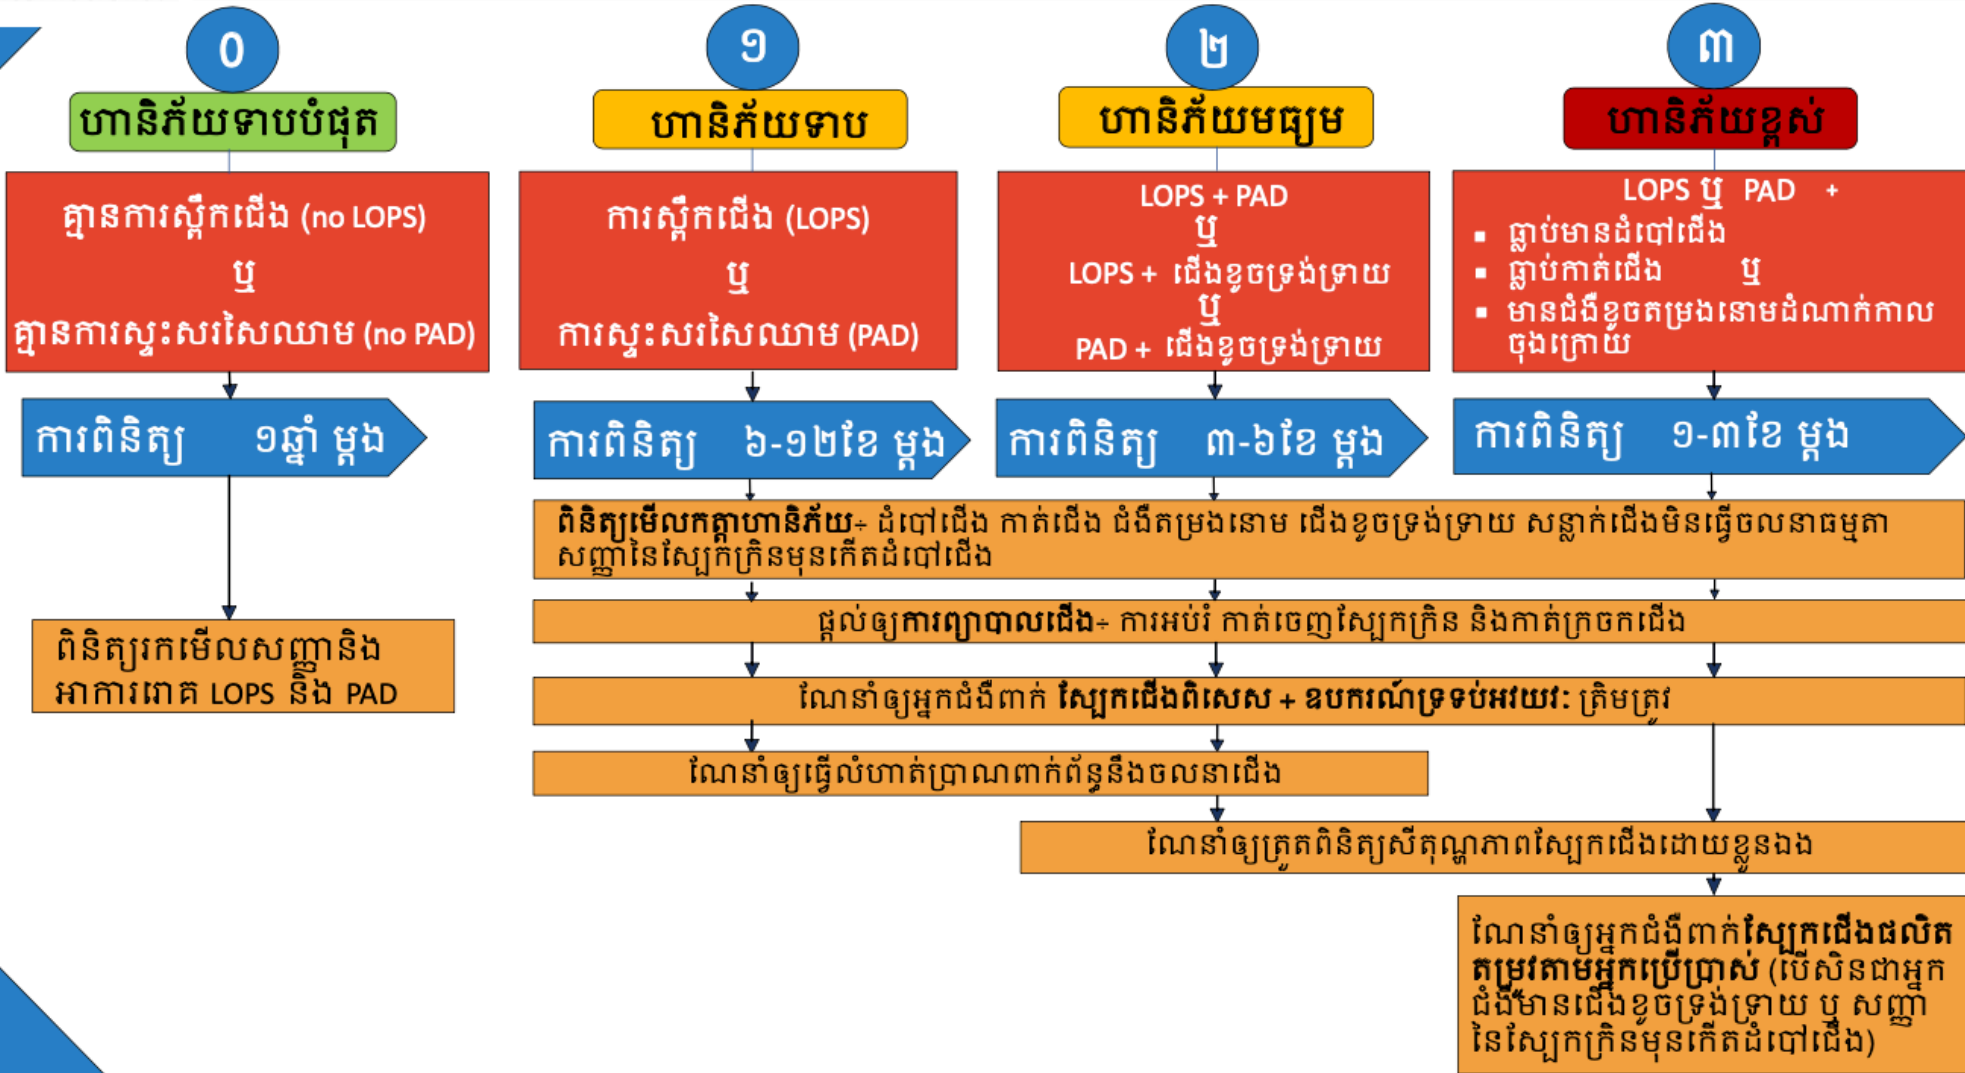 ០
ហានិភ័យទាបបំផុត
គ្មានការស្ពឹកជើង (no LOPS)
ឬ
គ្មានការស្ទះសរសៃឈាម (no PAD)
ការពិនិត្យ ១ឆ្នាំ ម្តង
ពិនិត្យរកមើលសញ្ញានិង
អាការរោគ LOPS និង PAD
១
ហានិភ័យទាប
ការស្ពឹកជើង (LOPS)
ឬ
ការស្ទះសរសៃឈាម (PAD)
ការពិនិត្យ ៦-១២ខែ ម្តង
២
ហានិភ័យមធ្យម
LOPS + PAD
ឬ
LOPS + ជើងខូចទ្រង់ទ្រាយ
ឬ
PAD + ជើងខូចទ្រង់ទ្រាយ
ការពិនិត្យ ៣-៦ខែ ម្តង
៣
ហានិភ័យខ្ពស់
LOPS ឬ PAD +
▪ ធ្លាប់មានដំបៅជើង
▪ ធ្លាប់កាត់ជើង ឬ
▪ មានជំងឺខូចតម្រងនោមដំណាក់កាល
ចុងក្រោយ
ការពិនិត្យ ១-៣ខែ ម្តង
ពិនិត្យមើលកត្តាហានិភ័យ÷ ដំបៅជើង កាត់ជើង ជំងឺតម្រងនោម ជើងខូចទ្រង់ទ្រាយ សន្លាក់ជើងមិនធ្វើចលនាធម្មតា
សញ្ញានៃស្បែកក្រិនមុនកើតដំបៅជើង
ផ្តល់ឲ្យការព្យាបាលជើង÷ ការអប់រំ កាត់ចេញស្បែកក្រិន និងកាត់ក្រចកជើង
ណែនាំឲ្យអ្នកជំងឺពាក់ ស្បែកជើងពិសេស + ឧបករណ៍ទ្រទប់អវយវៈ ត្រិមត្រូវ
ណែនាំឲ្យធ្វើលំហាត់ប្រាណពាក់ព័ន្ធនឹងចលនាជើង
ណែនាំឲ្យត្រួតពិនិត្យសីតុណ្ហភាពស្បែកជើងដោយខ្លួនឯង
ណែនាំឲ្យអ្នកជំងឺពាក់ស្បែកជើងផលិត
តម្រូវតាមអ្នកប្រើប្រាស់ (បើសិនជាអ្នក
ជំងឺមានជើងខូចទ្រង់ទ្រាយ ឬ សញ្ញា
នៃស្បែកក្រិនមុនកើតដំបៅជើង)